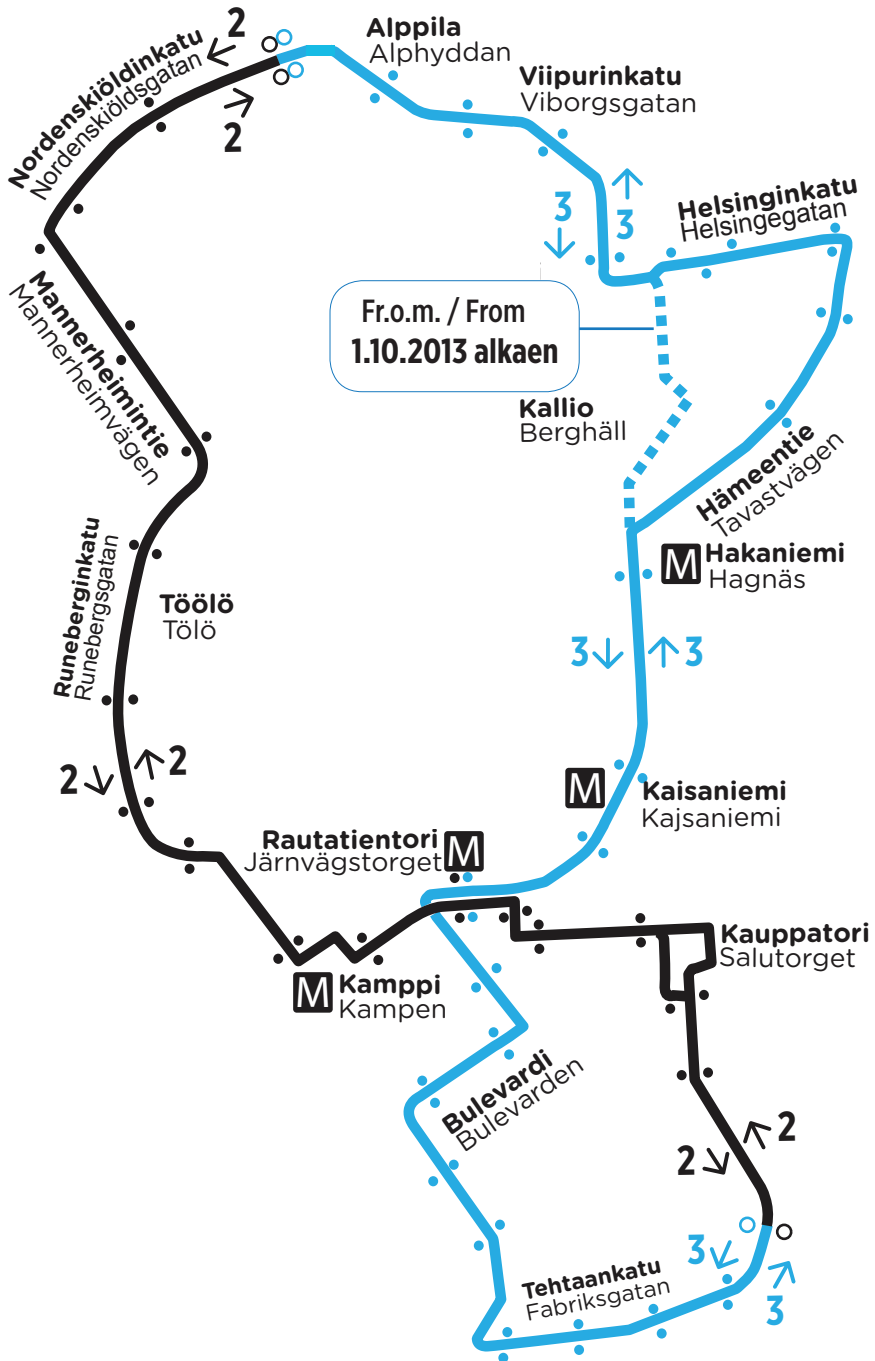 2
Alppila
Alphyddan
Nordenskiöldinkatu
Nordenskiöldsgatan
2
Viipurinkatu
Viborgsgatan
3
3
Helsinginkatu
Helsingegatan
Fr.o.m. / From
1.10.2013 alkaen
Mannerheimintie
Mannerheimvägen
Kallio
Berghäll
Hämeentie
Tavastvägen
M Hakaniemi
Hagnäs
Runeberginkatu
Runebergsgatan
Töölö
Tölö
3
3
2
2
M
Kaisaniemi
Kajsaniemi
Rautatientori
Järnvägstorget
M
Kauppatori
Salutorget
M
Kamppi
Kampen
Bulevardi
Bulevarden
2
2
3
3
Tehtaankatu
Fabriksgatan